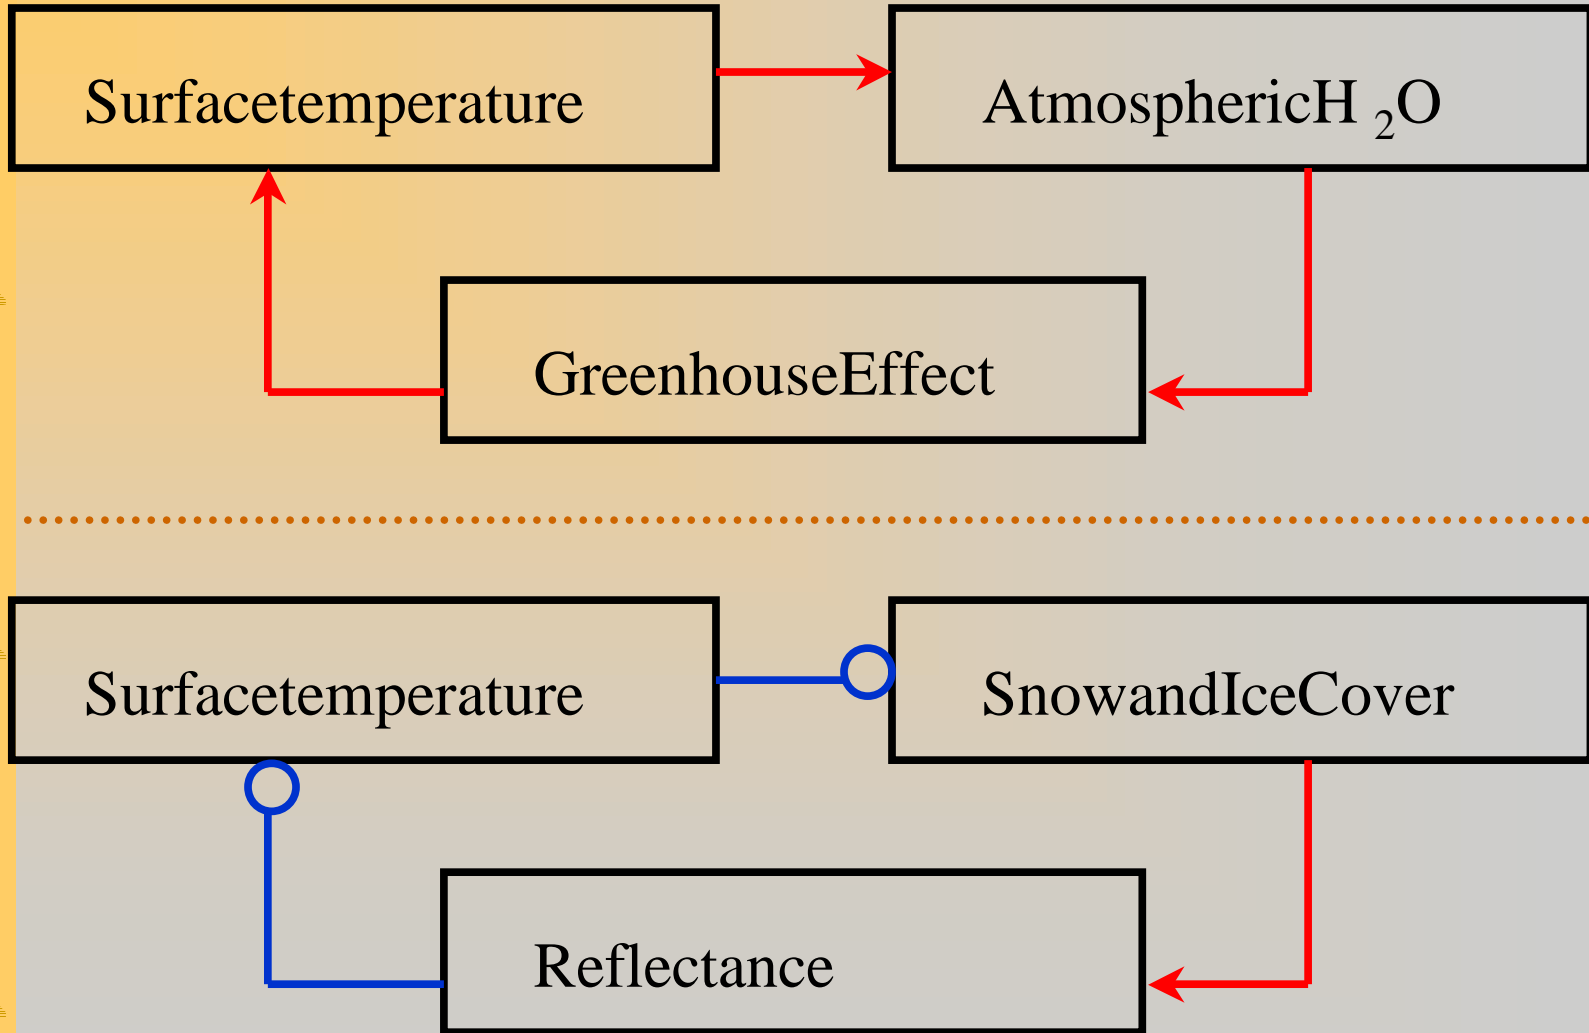 Surfacetemperature
AtmosphericH 2O
GreenhouseEffect
Surfacetemperature
SnowandIceCover
Reflectance